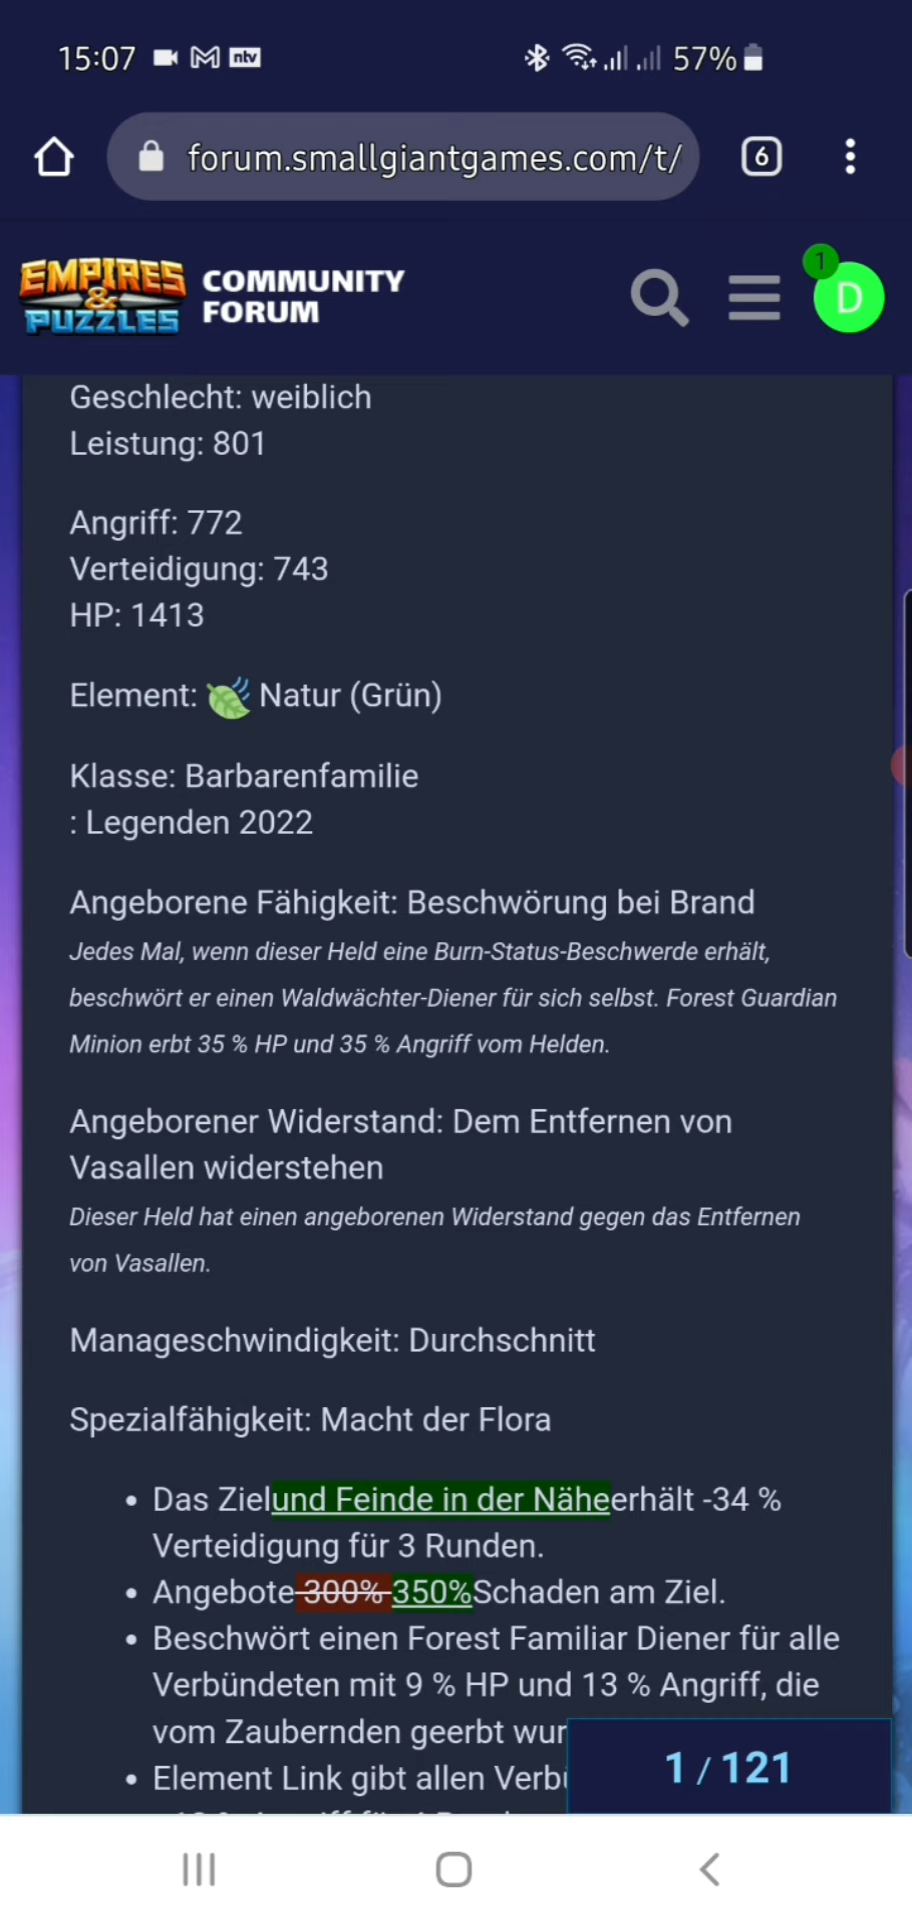 15:07 ntv 57%
forum.smallgiantgames.com/t/ 6
EMPIRES & PUZZLES COMMUNITY FORUM 1 D
Geschlecht: weiblich
Leistung: 801
Angriff: 772
Verteidigung: 743
HP: 1413
Element: Natur (Grün)
Klasse: Barbarenfamilie
: Legenden 2022
Angeborene Fähigkeit: Beschwörung bei Brand
Jedes Mal, wenn dieser Held eine Burn-Status-Beschwerde erhält,
beschwört er einen Waldwächter-Diener für sich selbst. Forest Guardian
Minion erbt 35 % HP und 35 % Angriff vom Helden.
Angeborener Widerstand: Dem Entfernen von
Vasallen widerstehen
Dieser Held hat einen angeborenen Widerstand gegen das Entfernen
von Vasallen.
Manageschwindigkeit: Durchschnitt
Spezialfähigkeit: Macht der Flora
• Das Zielund Feinde in der Näheerhält -34 %
Verteidigung für 3 Runden.
• Angebote 300% 350%Schaden am Ziel.
• Beschwört einen Forest Familiar Diener für alle
Verbündeten mit 9 % HP und 13 % Angriff, die
vom Zaubernden geerbt wur
• Element Link gibt allen Verbü
1 / 121